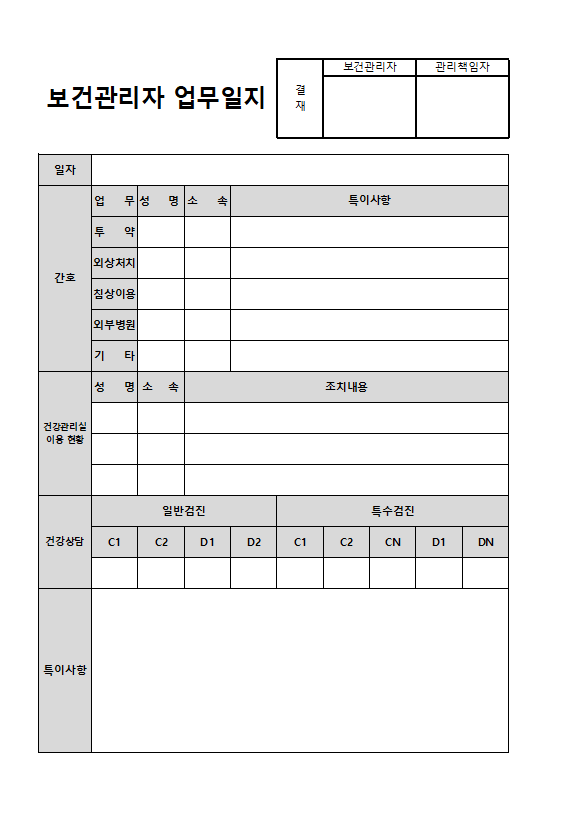 보건관리자 업무일지
결재
보건관리자 관리책임자
일자
간호
업 무 성 명 소 속 특이사항
투 약
외상처치
침상이용
외부병원
기 타
건강관리실
이용 현황
성 명 소 속 조치내용
건강상담
일반검진 특수검진
C1 C2 D1 D2 C1 C2 CN D1 DN
특이사항